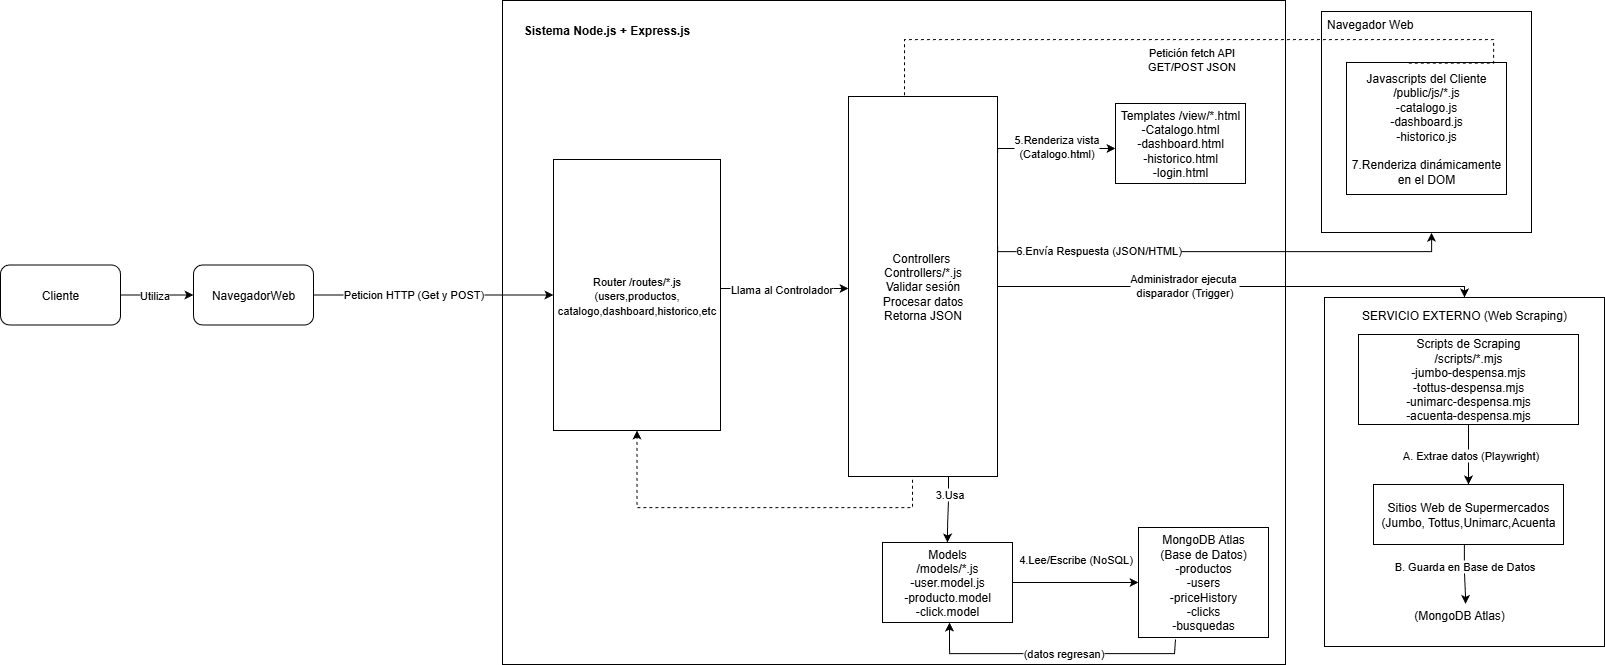 Sistema Node.js + Express.js
Cliente
Utiliza
NavegadorWeb
Peticion HTTP (Get y POST)
Router /routes/*.js
(users,productos,
catalogo,dashboard,historico,etc
Llama al Controlador
Controllers
Controllers/*.js
Validar sesión
Procesar datos
Retorna JSON
Petición fetch API
GET/POST JSON
5.Renderiza vista
(Catalogo.html)
Templates /view/*.html
-Catalogo.html
-dashboard.html
-historico.html
-login.html
Navegador Web
Javascripts del Cliente
/public/js/*.js
-catalogo.js
-dashboard.js
-historico.js
7.Renderiza dinámicamente
en el DOM
6.Envía Respuesta (JSON/HTML)
Administrador ejecuta
disparador (Trigger)
SERVICIO EXTERNO (Web Scraping)
Scripts de Scraping
/scripts/*.mjs
-jumbo-despensa.mjs
-tottus-despensa.mjs
-unimarc-despensa.mjs
-acuenta-despensa.mjs
A. Extrae datos (Playwright)
Sitios Web de Supermercados
(Jumbo, Tottus,Unimarc,Acuenta
B. Guarda en Base de Datos
(MongoDB Atlas)
3.Usa
Models
/models/*.js
-user.model.js
-producto.model
-click.model
4.Lee/Escribe (NoSQL)
MongoDB Atlas
(Base de Datos)
-productos
-users
-priceHistory
-clicks
-busquedas
(datos regresan)